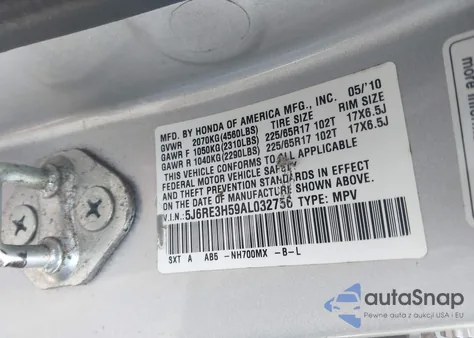 MFD. BY HONDA OF AMERICA MFG., INC. 05/'10
GVWR 2070KG(4560LBS) TIRE SIZE RIM SIZE
GAWR F 1050KG(2310LBS) 225/65R17 102T 17X6.5J
GAWR R 1040KG(2290LBS) 225/65R17 102T 17X6.5J
THIS VEHICLE CONFORMS TO ALL APPLICABLE
FEDERAL MOTOR VEHICLE SAFETY
AND THEFT PREVENTION STANDARDS IN EFFECT
ON THE DATE OF MANUFACTURE SHOWN ABOVE.
V.I.N.: 5J6RE3H59AL032756 TYPE: MPV
SXT A AB5 -NH700MX -B-L
more
autoSnap
Pewne auta z aukcji USA i EU